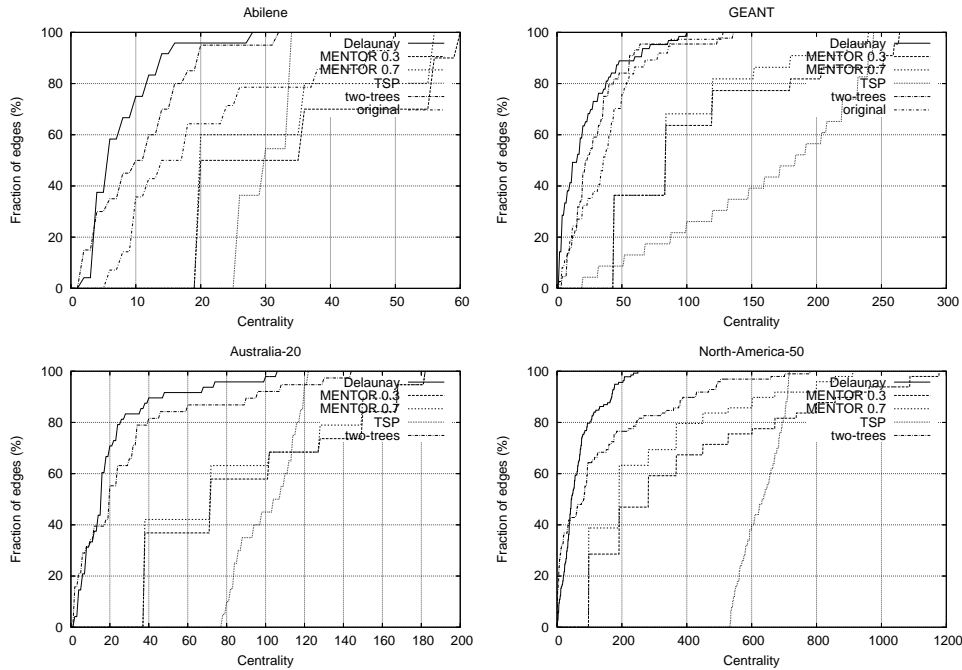 Abilene
Fraction of edges (%)
100
80
60
40
20
0
0 10 20 30 40 50 60
Centrality
Delaunay
MENTOR 0.3
MENTOR 0.7
TSP
two-trees
original
GEANT
Fraction of edges (%)
100
80
60
40
20
0
0 50 100 150 200 250 300
Centrality
Delaunay
MENTOR 0.3
MENTOR 0.7
TSP
two-trees
original
Australia-20
Fraction of edges (%)
100
80
60
40
20
0
0 20 40 60 80 100 120 140 160 180 200
Centrality
Delaunay
MENTOR 0.3
MENTOR 0.7
TSP
two-trees
North-America-50
Fraction of edges (%)
100
80
60
40
20
0
0 200 400 600 800 1000 1200
Centrality
Delaunay
MENTOR 0.3
MENTOR 0.7
TSP
two-trees